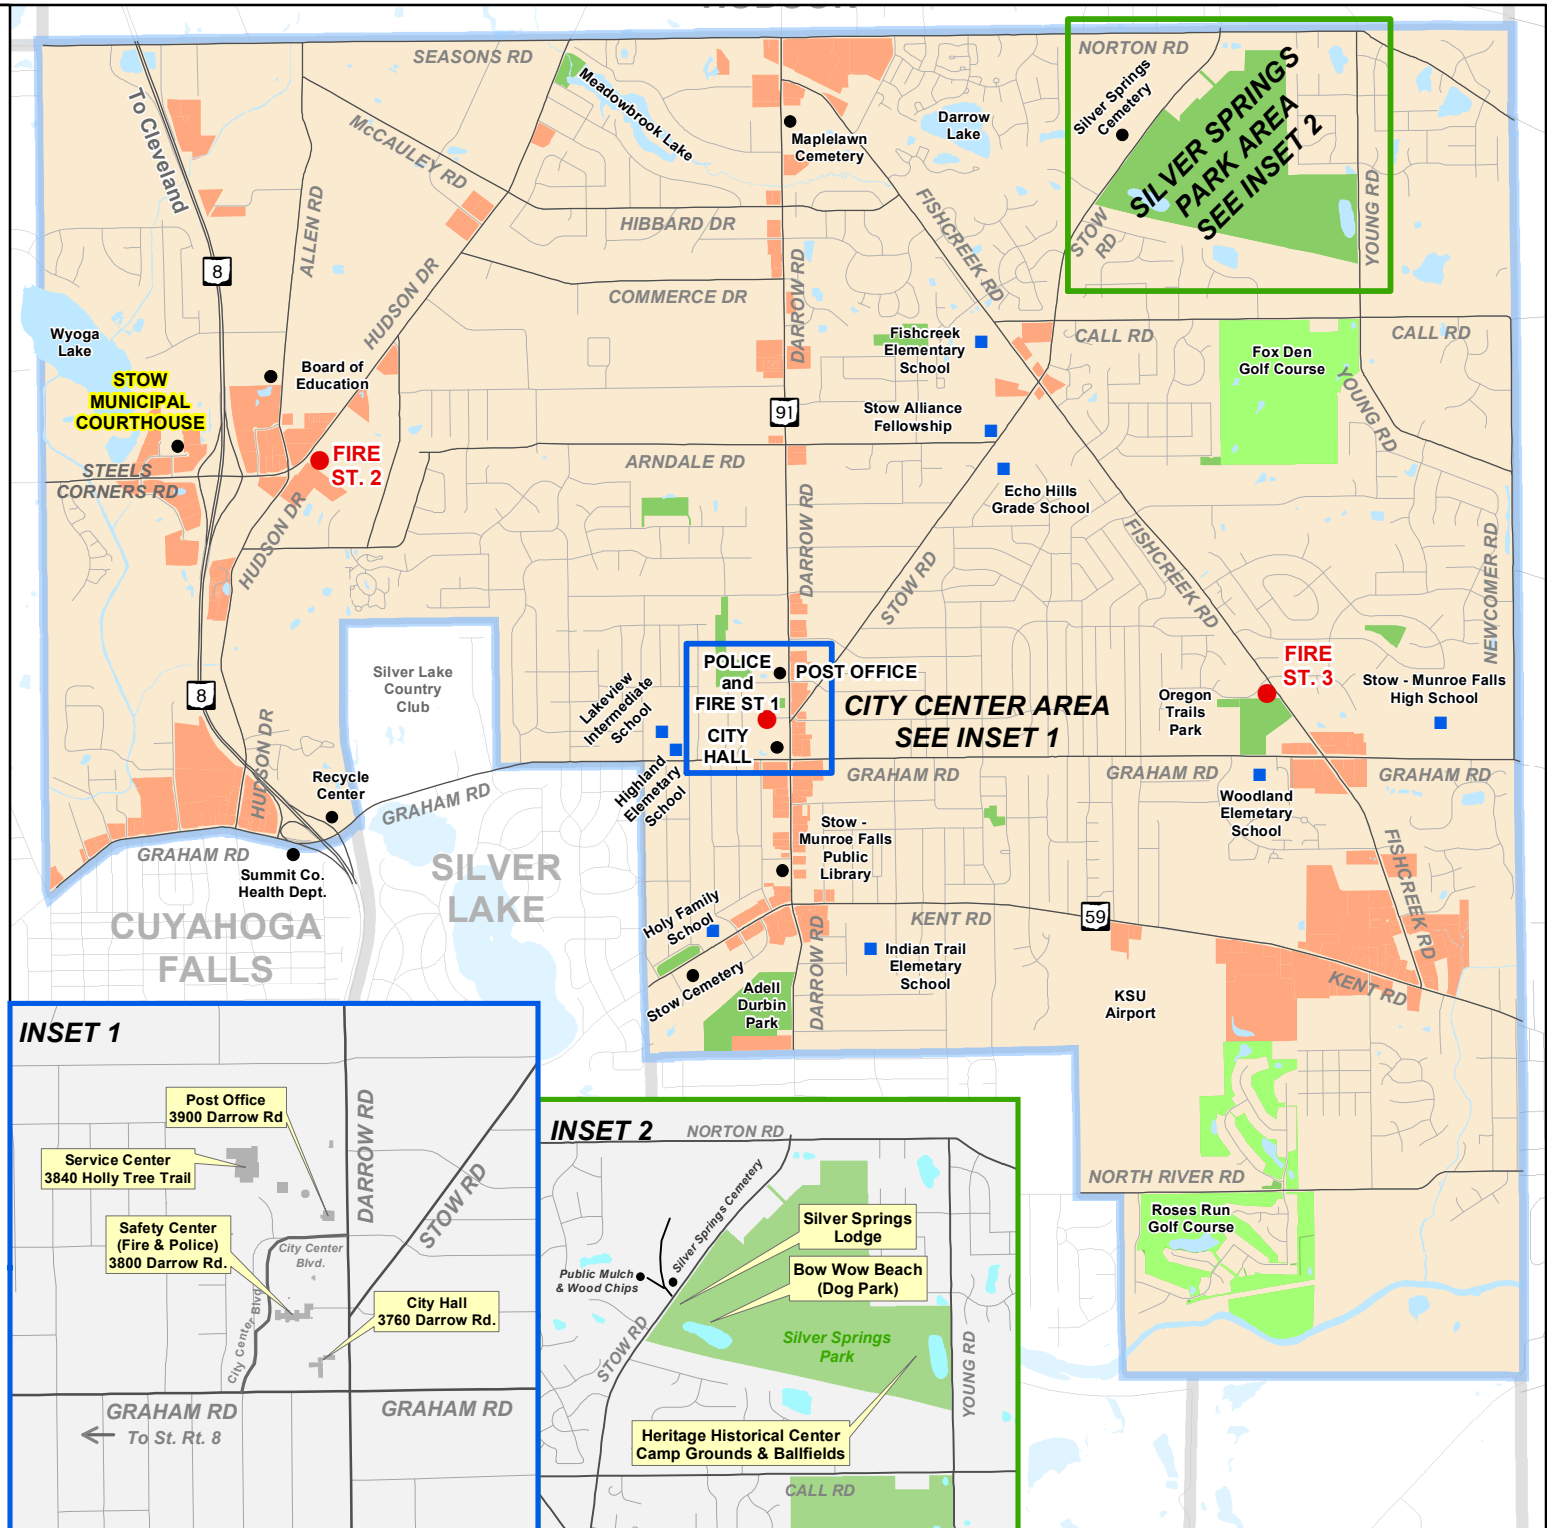 HUDSON
SEASONS RD
NORTON RD
To Cleveland
Meadowbrook Lake
McCAULEY RD
Maplelawn
Cemetery
Darrow
Lake
Silver Springs
Cemetery
SILVER SPRINGS
PARK AREA
SEE INSET 2
ALLEN RD
HIBBARD DR
FISHCREEK RD
STOW
RD
YOUNG RD
8
HUDSON DR
COMMERCE DR
DARROW RD
Wyoga
Lake
Fishcreek
Elementary
School
CALL RD
CALL RD
Fox Den
Golf Course
Board of
Education
STOW
MUNICIPAL
COURTHOUSE
91
Stow Alliance
Fellowship
YOUNG RD
FIRE
ST. 2
STEELS
CORNERS RD
ARNDALE RD
Echo Hills
Grade School
HUDSON DR
DARROW RD
STOW RD
FISHCREEK RD
NEWCOMER RD
Silver Lake
Country
Club
8
POLICE
and
FIRE ST 1
CITY
HALL
POST OFFICE
CITY CENTER AREA
SEE INSET 1
Lakeview
Intermediate
School
Highland
Elemetary
School
FIRE
ST. 3
Oregon
Trails
Park
Stow - Munroe Falls
High School
HUDSON DR
Recycle
Center
GRAHAM RD
GRAHAM RD
GRAHAM RD
GRAHAM RD
Woodland
Elemetary
School
GRAHAM RD
Summit Co.
Health Dept.
SILVER
LAKE
Stow -
Munroe Falls
Public
Library
FISHCREEK RD
CUYAHOGA
FALLS
Holy Family
School
KENT RD
59
DARROW RD
Indian Trail
Elemetary
School
Stow Cemetery
Adell
Durbin
Park
KSU
Airport
KENT RD
NORTH RIVER RD
Roses Run
Golf Course
INSET 1
Post Office
3900 Darrow Rd
DARROW RD
Service Center
3840 Holly Tree Trail
STOW RD
Safety Center
(Fire & Police)
3800 Darrow Rd.
City Center
Blvd.
City Center Blvd.
City Hall
3760 Darrow Rd.
GRAHAM RD
GRAHAM RD
To St. Rt. 8
INSET 2
NORTON RD
Silver Springs Cemetery
Silver Springs
Lodge
Public Mulch
& Wood Chips
Bow Wow Beach
(Dog Park)
STOW RD
Silver Springs
Park
YOUNG RD
Heritage Historical Center
Camp Grounds & Ballfields
CALL RD